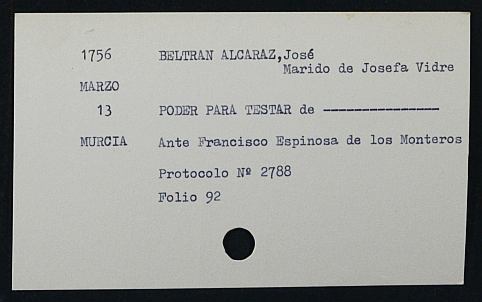 1756 BELTRAN ALCARAZ,José
Marido de Josefa Vidre
MARZO
13 PODER PARA TESTAR de ---------------
MURCIA Ante Francisco Espinosa de los Monteros
Protocolo Nº 2788
Folio 92